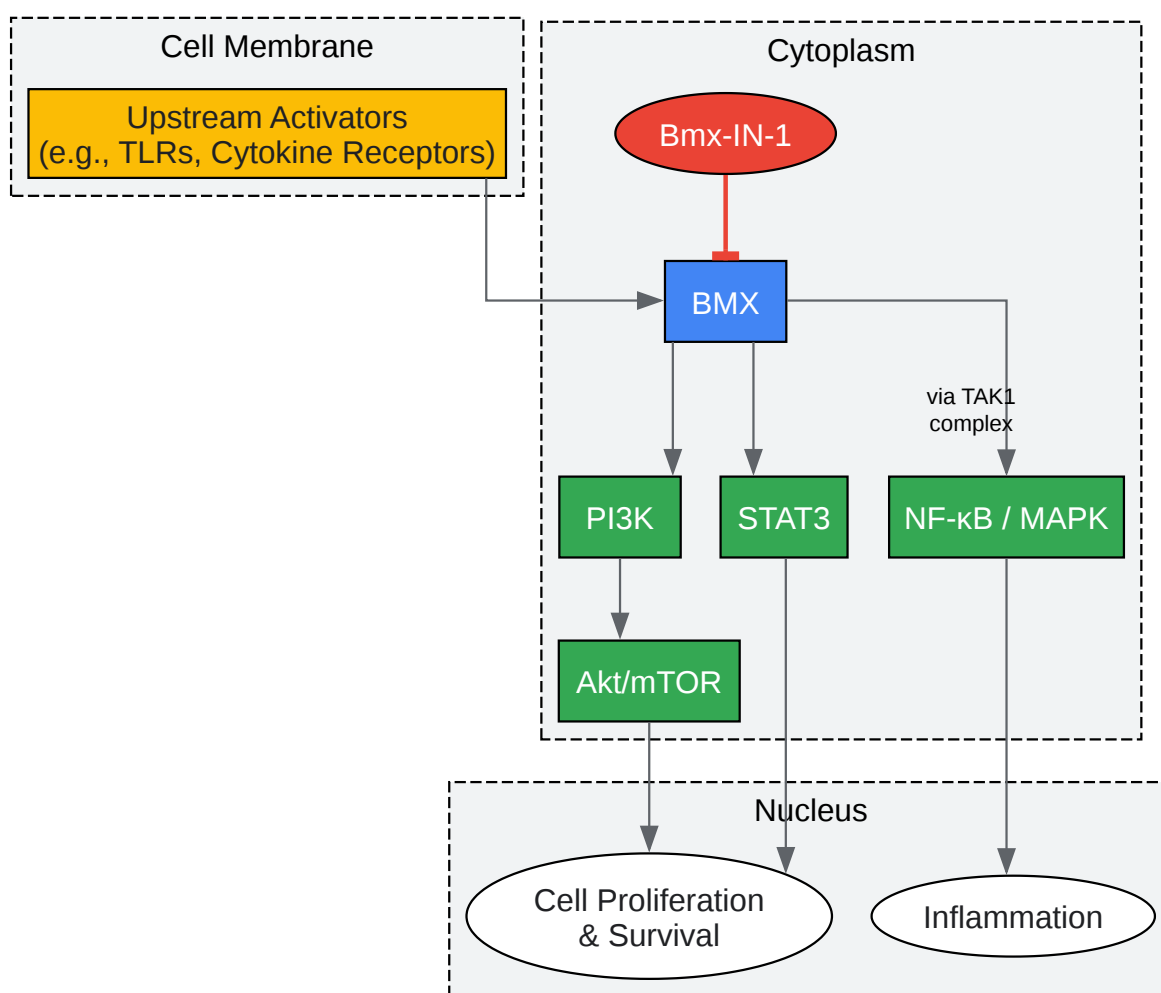 Cell Membrane
Upstream Activators
(e.g., TLRs, Cytokine Receptors)
Cytoplasm
Bmx-IN-1
BMX
via TAK1
complex
PI3K
STAT3
NF-κB / MAPK
Akt/mTOR
Nucleus
Cell Proliferation
& Survival
Inflammation